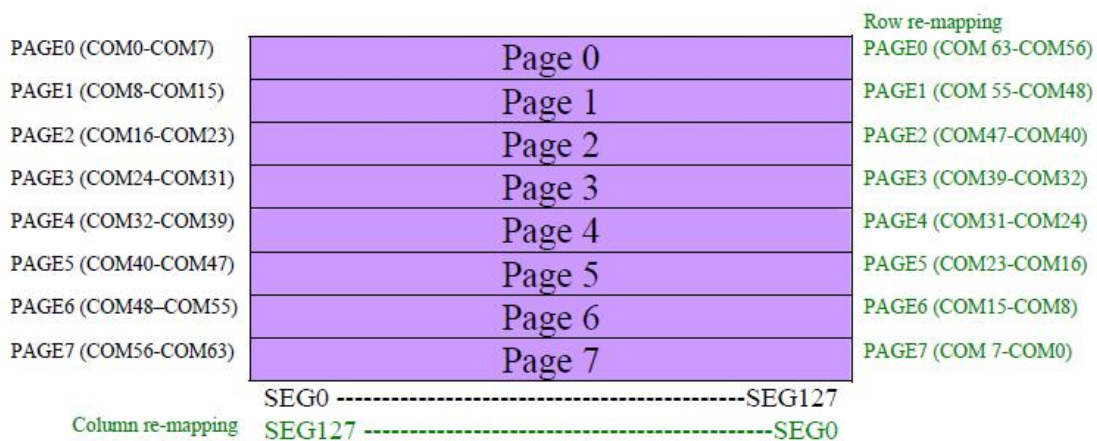 Row re-mapping
PAGE0 (COM0-COM7) Page 0 PAGE0 (COM 63-COM56)
PAGE1 (COM8-COM15) Page 1 PAGE1 (COM 55-COM48)
PAGE2 (COM16-COM23) Page 2 PAGE2 (COM47-COM40)
PAGE3 (COM24-COM31) Page 3 PAGE3 (COM39-COM32)
PAGE4 (COM32-COM39) Page 4 PAGE4 (COM31-COM24)
PAGE5 (COM40-COM47) Page 5 PAGE5 (COM23-COM16)
PAGE6 (COM48–COM55) Page 6 PAGE6 (COM15-COM8)
PAGE7 (COM56-COM63) Page 7 PAGE7 (COM 7-COM0)
SEG0 ---------------------------------------------SEG127
Column re-mapping SEG127 ---------------------------------------------SEG0